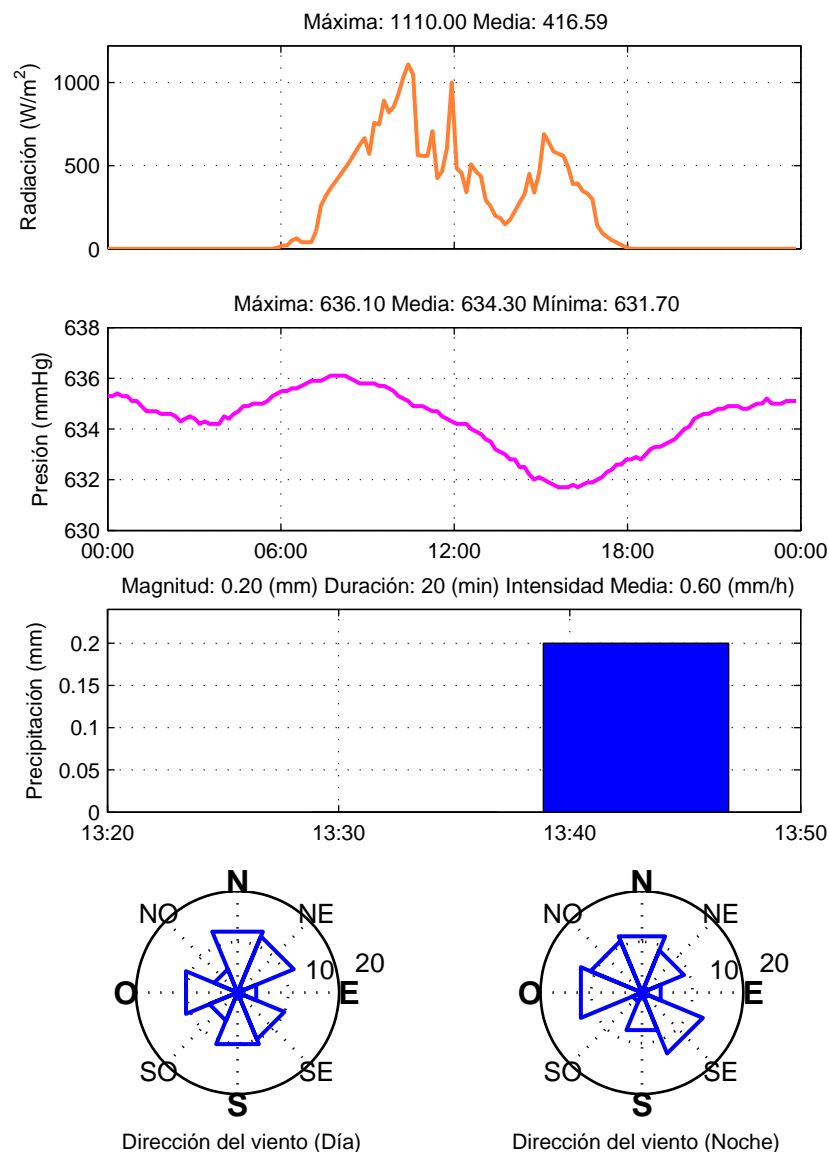 Máxima: 1110.00 Media: 416.59
Radiación (W/m²)
1000
500
0
Máxima: 636.10 Media: 634.30 Mínima: 631.70
Presión (mmHg)
638
636
634
632
630
00:00 06:00 12:00 18:00 00:00
Magnitud: 0.20 (mm) Duración: 20 (min) Intensidad Media: 0.60 (mm/h)
Precipitación (mm)
0.2
0.15
0.1
0.05
0
13:20 13:30 13:40 13:50
N
NO NE
10 20
O E
SO SE
S
Dirección del viento (Día)
N
NO NE
10 20
O E
SO SE
S
Dirección del viento (Noche)